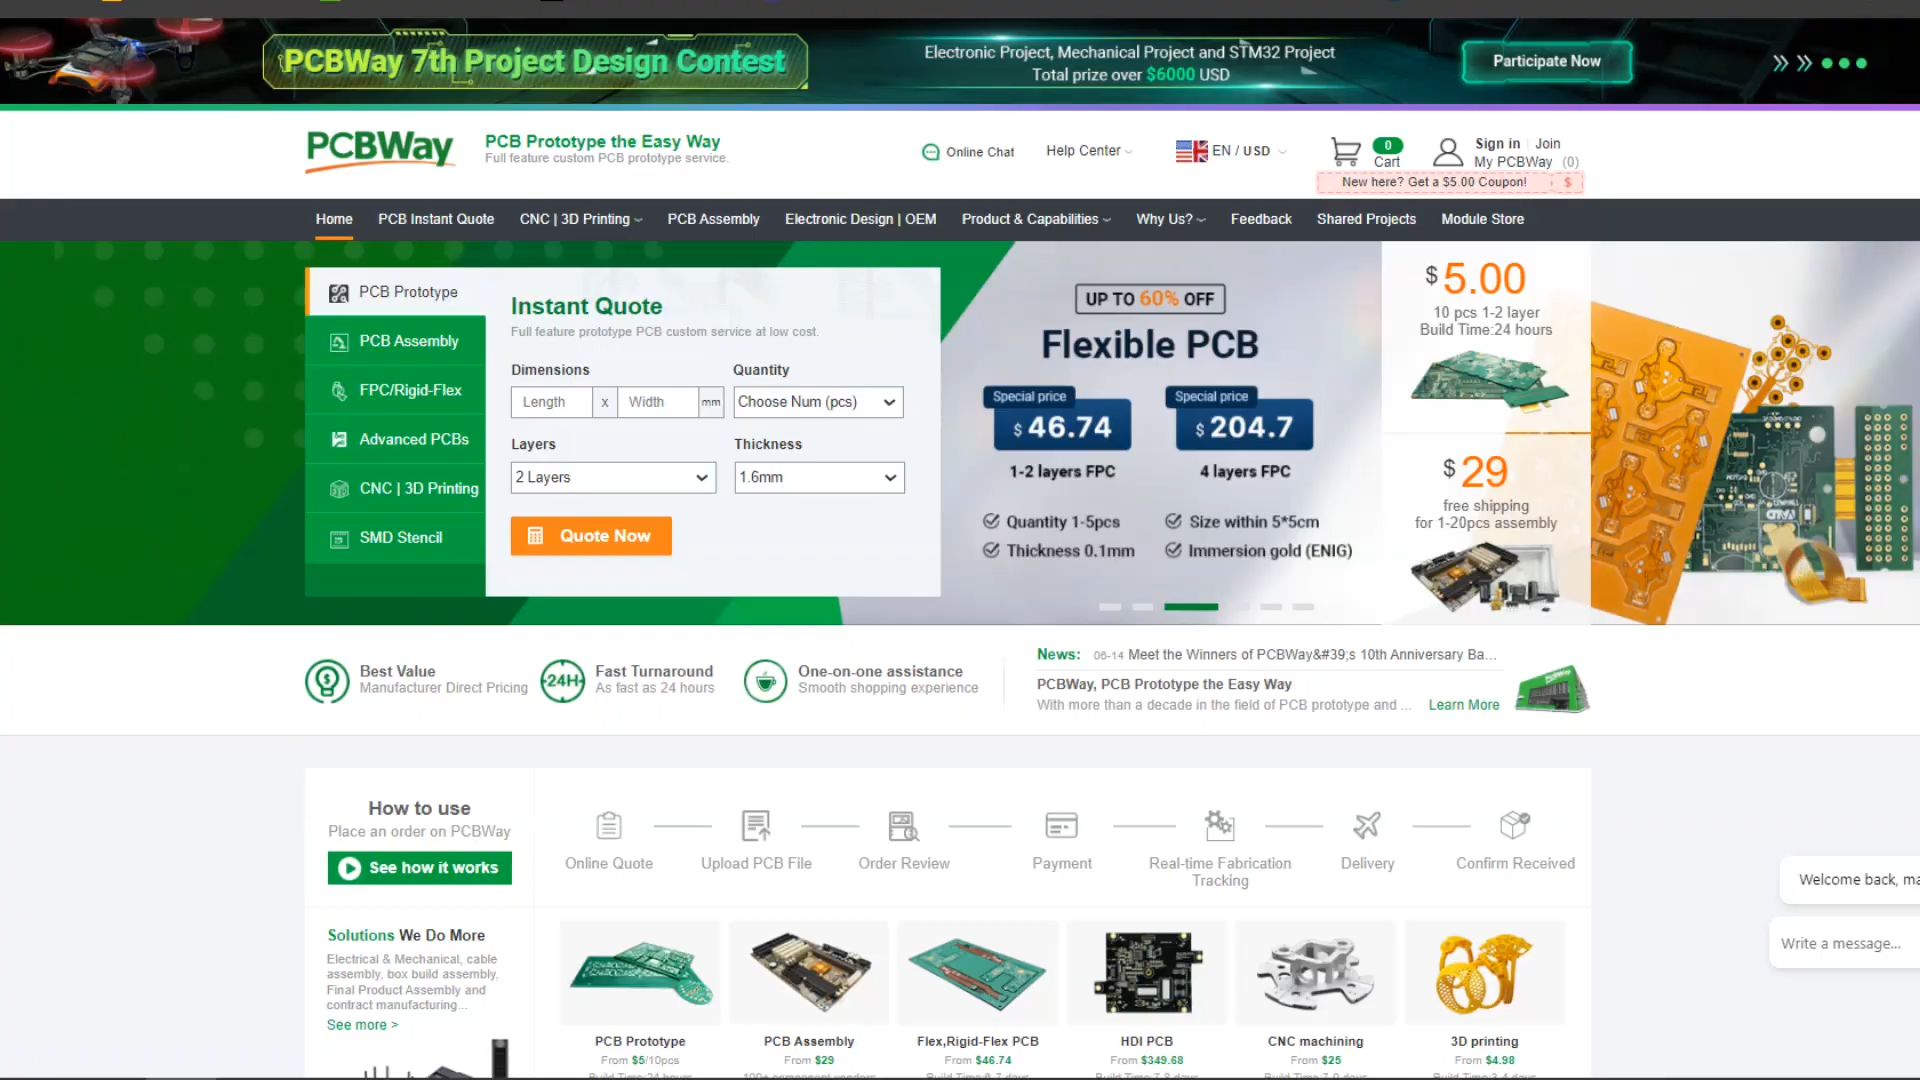 PCBWay 7th Project Design Contest
Electronic Project, Mechanical Project and STM32 Project
Total prize over $6000 USD
Participate Now
PCBWay
PCB Prototype the Easy Way
Full feature custom PCB prototype service.
Online Chat
Help Center
EN / USD
0
Cart
Sign in | Join
My PCBWay (0)
New here? Get a $5.00 Coupon!
$
Home
PCB Instant Quote
CNC | 3D Printing
PCB Assembly
Electronic Design | OEM
Product & Capabilities
Why Us?
Feedback
Shared Projects
Module Store
PCB Prototype
PCB Assembly
FPC/Rigid-Flex
Advanced PCBs
CNC | 3D Printing
SMD Stencil
Instant Quote
Full feature prototype PCB custom service at low cost.
Dimensions
Quantity
Length x Width mm
Choose Num (pcs)
Layers
Thickness
2 Layers
1.6mm
Quote Now
UP TO 60% OFF
Flexible PCB
Special price
$ 46.74
1-2 layers FPC
Special price
$ 204.7
4 layers FPC
Quantity 1-5pcs
Size within 5*5cm
Thickness 0.1mm
Immersion gold (ENIG)
$ 5.00
10 pcs 1-2 layer
Build Time:24 hours
$ 29
free shipping
for 1-20pcs assembly
Best Value
Manufacturer Direct Pricing
24H
Fast Turnaround
As fast as 24 hours
One-on-one assistance
Smooth shopping experience
News: 06-14 Meet the Winners of PCBWay&#39;s 10th Anniversary Ba...
PCBWay, PCB Prototype the Easy Way
With more than a decade in the field of PCB prototype and ... Learn More
How to use
Place an order on PCBWay
See how it works
Online Quote
Upload PCB File
Order Review
Payment
Real-time Fabrication
Tracking
Delivery
Confirm Received
Solutions We Do More
Electrical & Mechanical, cable
assembly, box build assembly,
Final Product Assembly and
contract manufacturing...
See more >
PCB Prototype
From $5/10pcs
Build Time:24 hours
PCB Assembly
From $29
100+ component vendors
Flex,Rigid-Flex PCB
From $46.74
HDI PCB
From $349.68
CNC machining
From $25
3D printing
From $4.98
Welcome back, ma
Write a message...